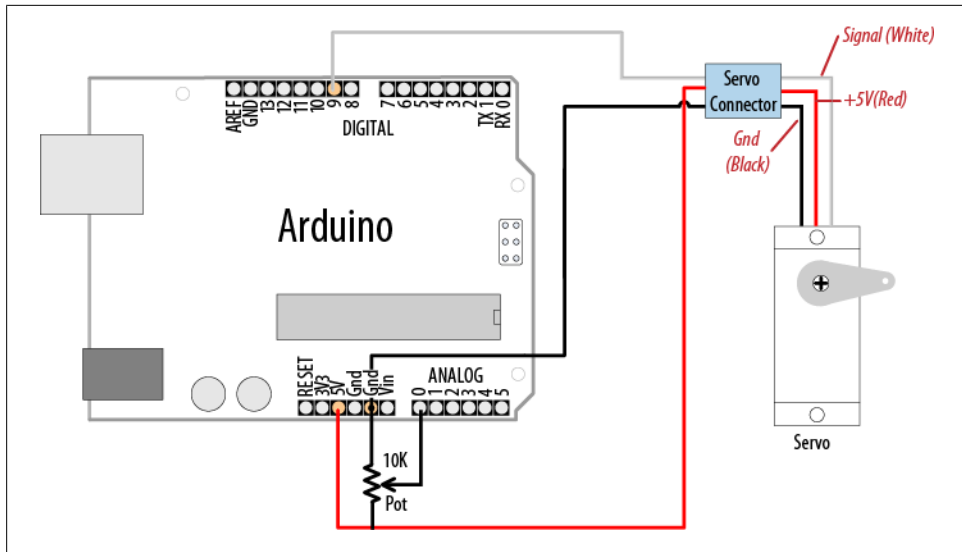 Signal (White)
Servo
Connector
+5V(Red)
Gnd
(Black)
AREF
GND
13
12
11
10
9
8
7
6
5
4
3
2
TX 1
RX 0
DIGITAL
Arduino
RESET
3V3
5V
Gnd
Gnd
Vin
ANALOG
0
1
2
3
4
5
Servo
10K
Pot